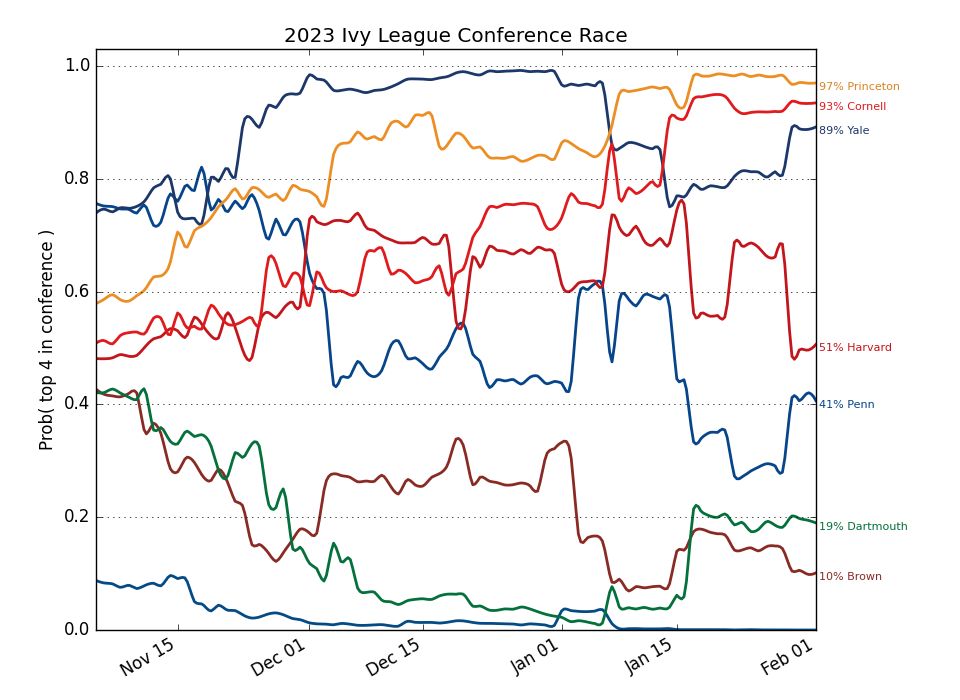 2023 Ivy League Conference Race
Prob( top 4 in conference )
1.0
0.8
0.6
0.4
0.2
0.0
Nov 15
Dec 01
Dec 15
Jan 01
Jan 15
Feb 01
97% Princeton
93% Cornell
89% Yale
51% Harvard
41% Penn
19% Dartmouth
10% Brown